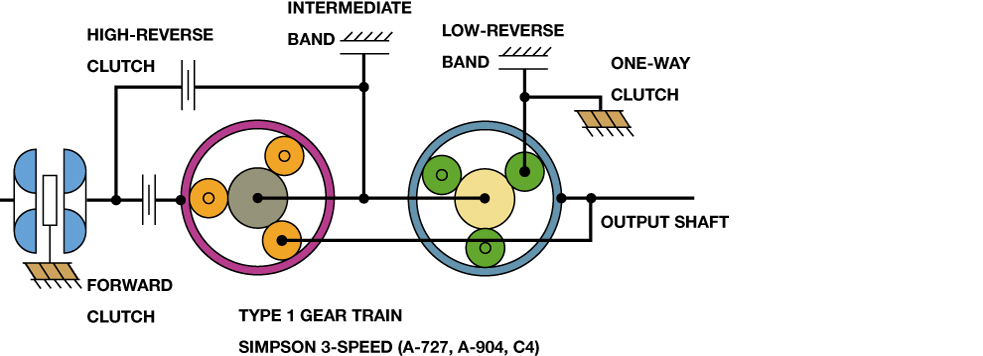 INTERMEDIATE
BAND
HIGH-REVERSE
CLUTCH
LOW-REVERSE
BAND
ONE-WAY
CLUTCH
OUTPUT SHAFT
FORWARD
CLUTCH
TYPE 1 GEAR TRAIN
SIMPSON 3-SPEED (A-727, A-904, C4)